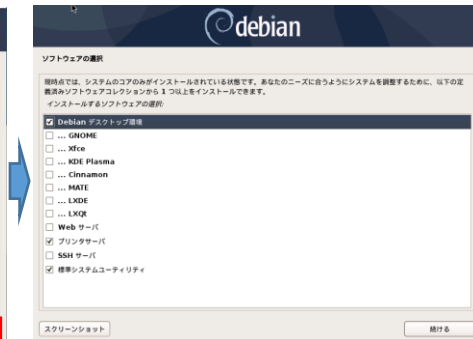 debian
ソフトウェアの選択
現時点では、システムのコアのみがインストールされている状態です。あなたのニーズに合うようにシステムを調整するために、以下の定
義済みソフトウェアコレクションから 1 つ以上をインストールできます。
インストールするソフトウェアの選択:
Debian デスクトップ環境
... GNOME
... Xfce
... KDE Plasma
... Cinnamon
... MATE
... LXDE
... LXQt
Web サーバ
プリンタサーバ
SSH サーバ
標準システムユーティリティ
スクリーンショット
続ける